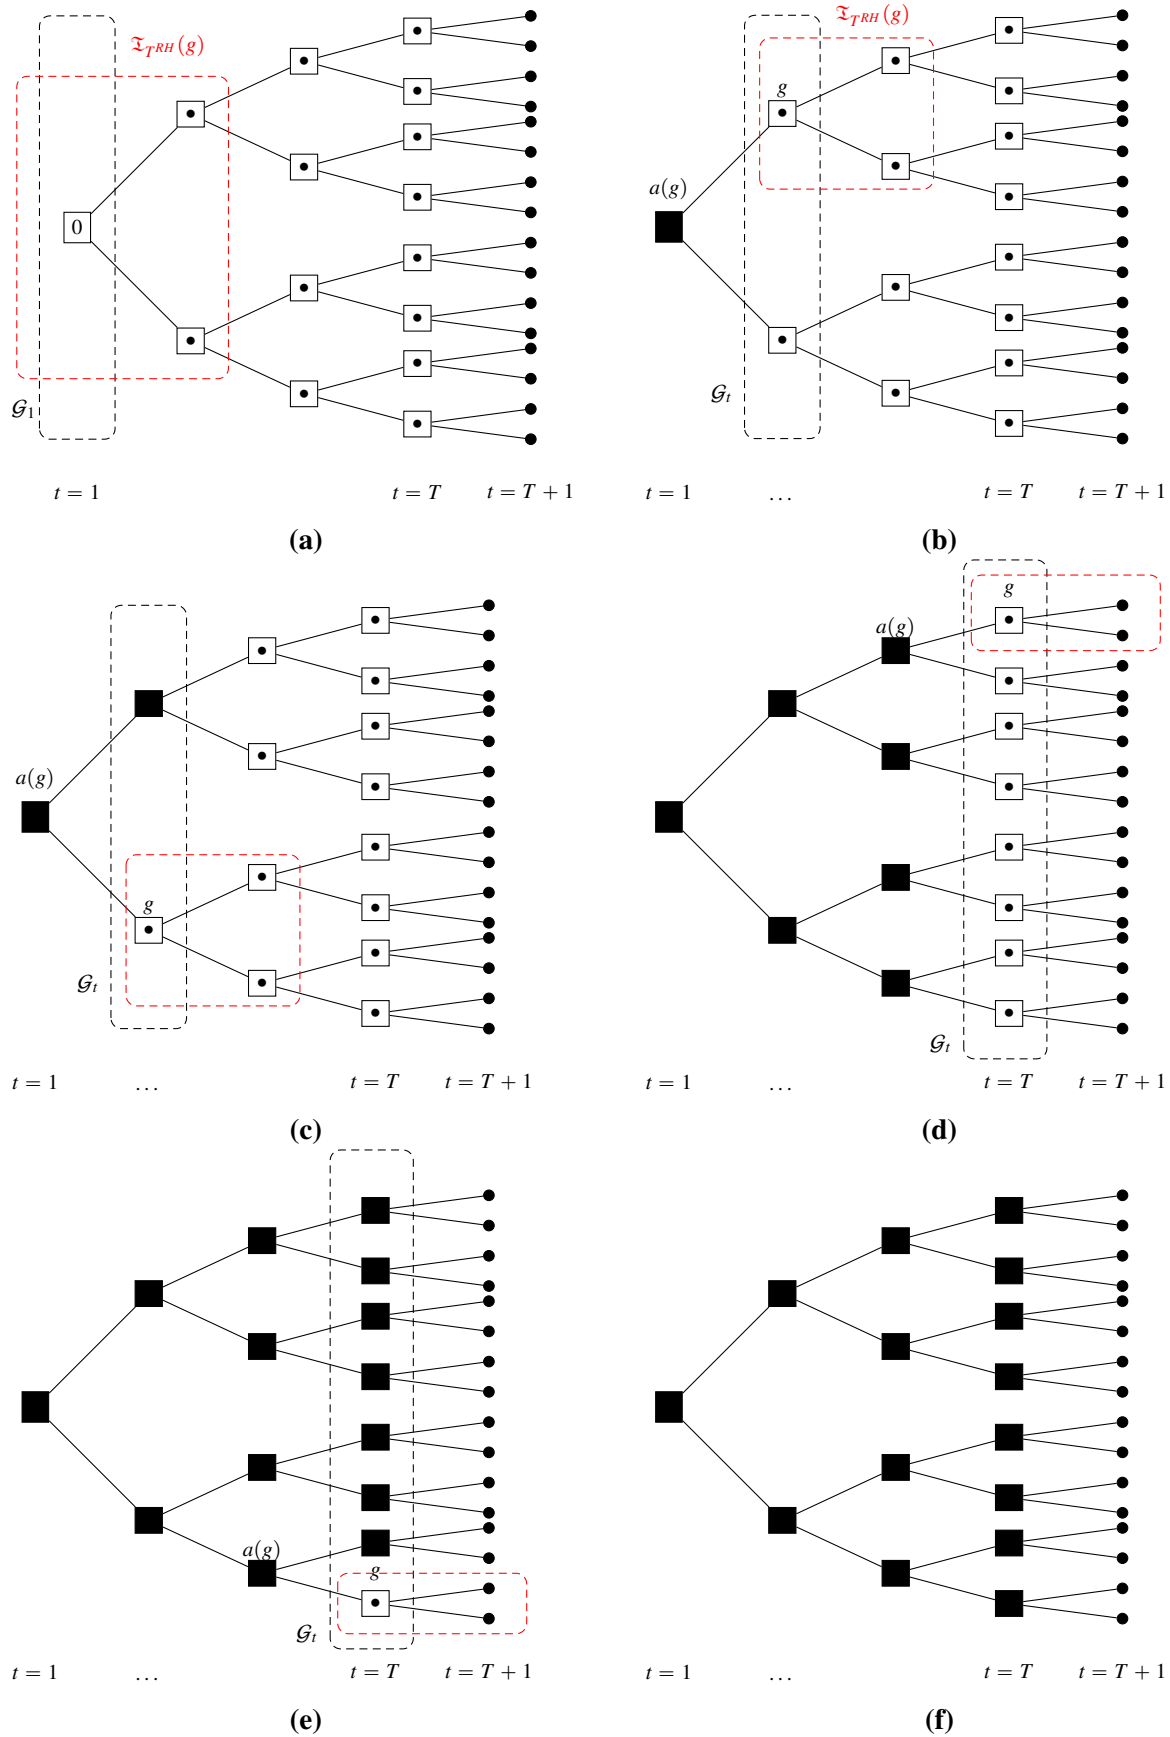 𝔗_{T^{RH}}(g)
0
𝒢_1
t = 1
t = T
t = T + 1
(a)
𝔗_{T^{RH}}(g)
g
a(g)
𝒢_t
t = 1
...
t = T
t = T + 1
(b)
a(g)
g
𝒢_t
t = 1
...
t = T
t = T + 1
(c)
g
a(g)
𝒢_t
t = 1
...
t = T
t = T + 1
(d)
a(g)
g
𝒢_t
t = 1
...
t = T
t = T + 1
(e)
t = 1
...
t = T
t = T + 1
(f)